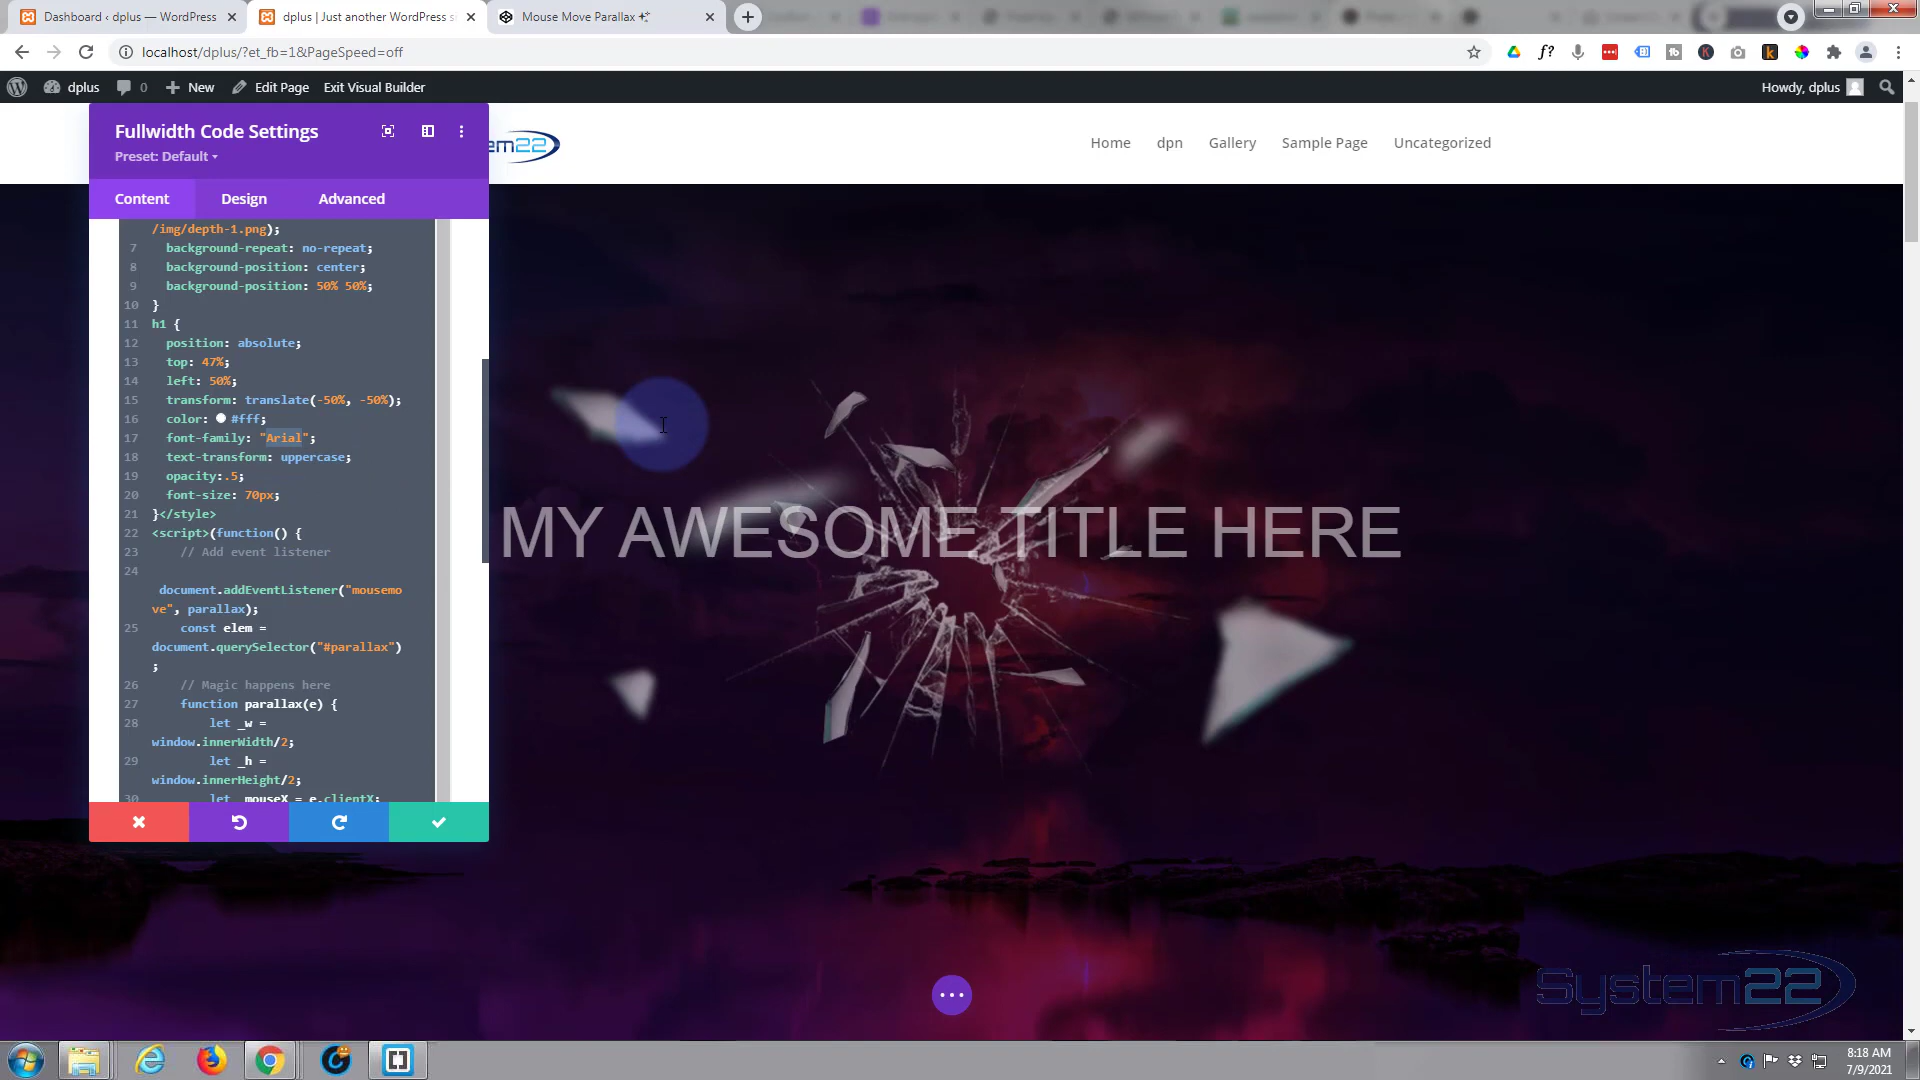 Dashboard ‹ dplus — WordPress
dplus | Just another WordPress s
Mouse Move Parallax
localhost/dplus/?et_fb=1&PageSpeed=off
dplus
0
New
Edit Page
Exit Visual Builder
Howdy, dplus
Fullwidth Code Settings
Preset: Default
Content
Design
Advanced
em22
Home
dpn
Gallery
Sample Page
Uncategorized
/img/depth-1.png);
7 background-repeat: no-repeat;
8 background-position: center;
9 background-position: 50% 50%;
10 }
11 h1 {
12 position: absolute;
13 top: 47%;
14 left: 50%;
15 transform: translate(-50%, -50%);
16 color: #fff;
17 font-family: "Arial";
18 text-transform: uppercase;
19 opacity:.5;
20 font-size: 70px;
21 }</style>
22 <script>(function() {
23 // Add event listener
24
document.addEventListener("mousemo
ve", parallax);
25 const elem =
document.querySelector("#parallax")
;
26 // Magic happens here
27 function parallax(e) {
28 let _w =
window.innerWidth/2;
29 let _h =
window.innerHeight/2;
30 let _mouseX = e.clientX;
MY AWESOME TITLE HERE
System22
8:18 AM
7/9/2021